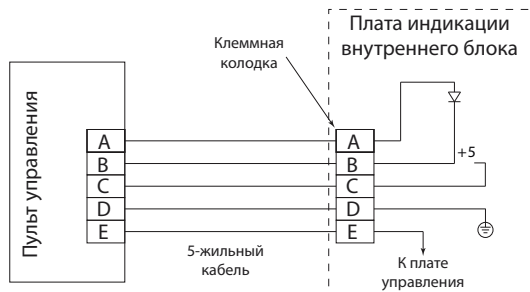 Плата индикации
внутреннего блока
Клеммная
колодка
Пульт управления
A
B
C
D
E
A
B
C
D
E
+5
5-жильный
кабель
К плате
управления